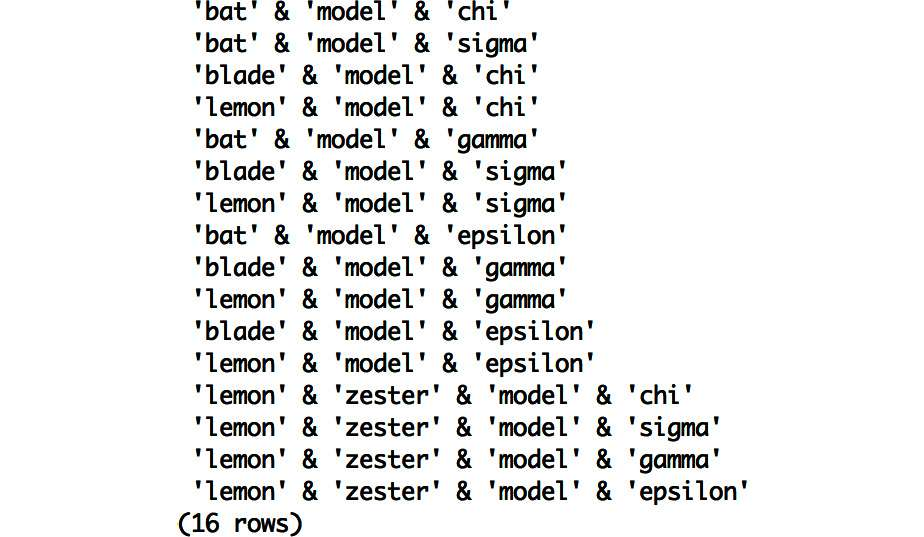 'bat' & 'model' & 'chi'
'bat' & 'model' & 'sigma'
'blade' & 'model' & 'chi'
'lemon' & 'model' & 'chi'
'bat' & 'model' & 'gamma'
'blade' & 'model' & 'sigma'
'lemon' & 'model' & 'sigma'
'bat' & 'model' & 'epsilon'
'blade' & 'model' & 'gamma'
'lemon' & 'model' & 'gamma'
'blade' & 'model' & 'epsilon'
'lemon' & 'model' & 'epsilon'
'lemon' & 'zester' & 'model' & 'chi'
'lemon' & 'zester' & 'model' & 'sigma'
'lemon' & 'zester' & 'model' & 'gamma'
'lemon' & 'zester' & 'model' & 'epsilon'
(16 rows)